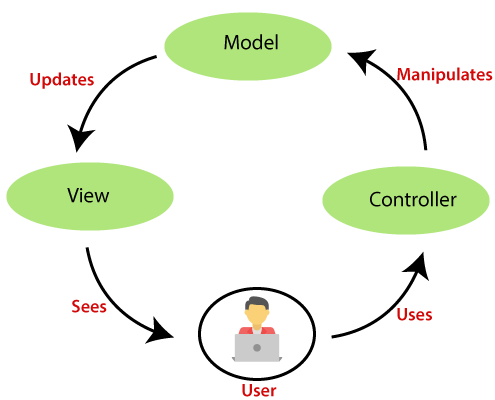 Model
Updates
Manipulates
View
Controller
Sees
Uses
User